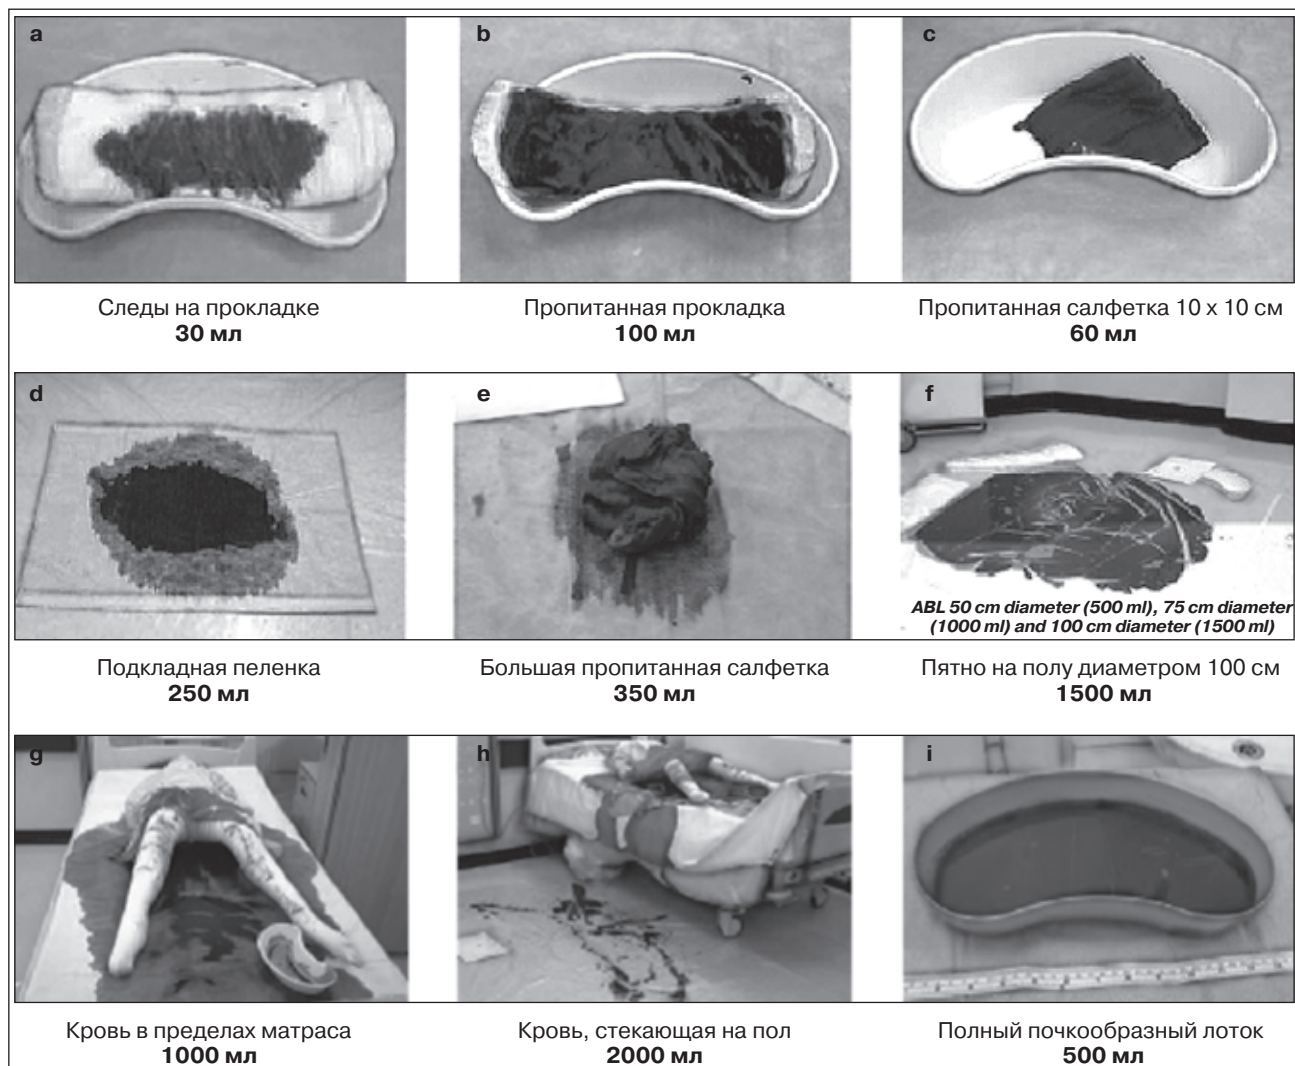 a
b
c
Следы на прокладке
30 мл
Пропитанная прокладка
100 мл
Пропитанная салфетка 10 x 10 см
60 мл
d
e
f
ABL 50 cm diameter (500 ml), 75 cm diameter
(1000 ml) and 100 cm diameter (1500 ml)
Подкладная пеленка
250 мл
Большая пропитанная салфетка
350 мл
Пятно на полу диаметром 100 см
1500 мл
g
h
i
Кровь в пределах матраса
1000 мл
Кровь, стекающая на пол
2000 мл
Полный почкообразный лоток
500 мл